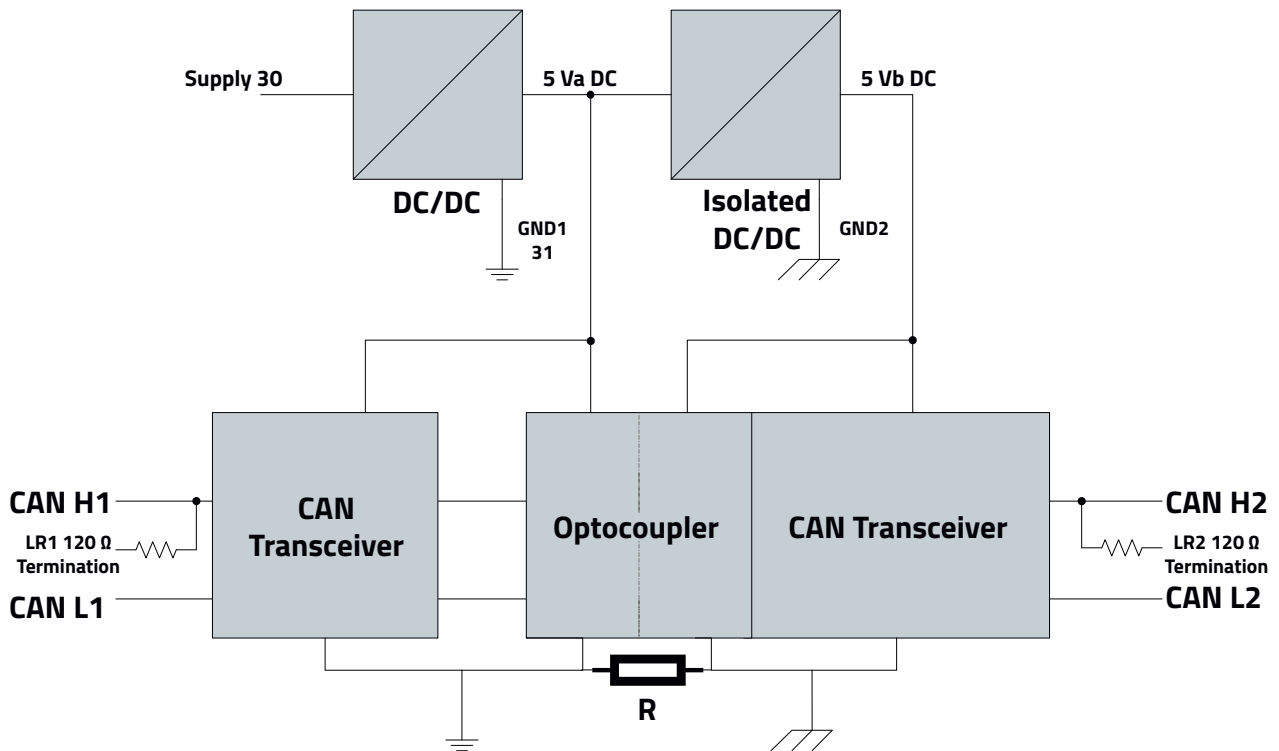 Supply 30
5 Va DC
5 Vb DC
DC/DC
GND1
31
Isolated
DC/DC
GND2
CAN H1
LR1 120 Ω
Termination
CAN L1
CAN
Transceiver
Optocoupler
CAN Transceiver
CAN H2
LR2 120 Ω
Termination
CAN L2
R